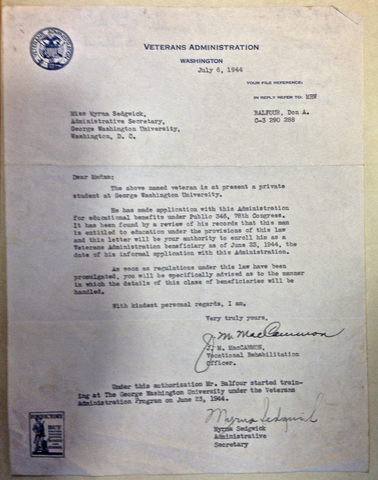 VETERANS ADMINISTRATION
WASHINGTON
July 6, 1944
YOUR FILE REFERENCE:
IN REPLY REFER TO:
Miss Myrna Sedgwick,
Administrative Secretary,
George Washington University,
Washington, D. C.
BALFOUR, Don A.
C-3 290 288
Dear Madam:
The above named veteran is at present a private
student at George Washington University.
He has made application with this Administration
for educational benefits under Public 346, 78th Congress.
It has been found by a review of his records that this man
is entitled to education under the provisions of this law
and this letter will be your authority to enroll him as a
Veterans Administration beneficiary as of June 23, 1944, the
date of his informal application with this Administration.
As soon as regulations under this law have been
promulgated, you will be specifically advised as to the manner
in which the details of this class of beneficiaries will be
handled.
With kindest personal regards, I am,
Very truly yours,
J. M. MacCammon
J. M. MacCAMMON,
Vocational Rehabilitation
Officer.
Under this authorization Mr. Balfour started train-
ing at The George Washington University under the Veterans
Administration Program on June 23, 1944.
Myrna Sedgwick
Myrna Sedgwick
Administrative
Secretary
FOR VICTORY
BUY